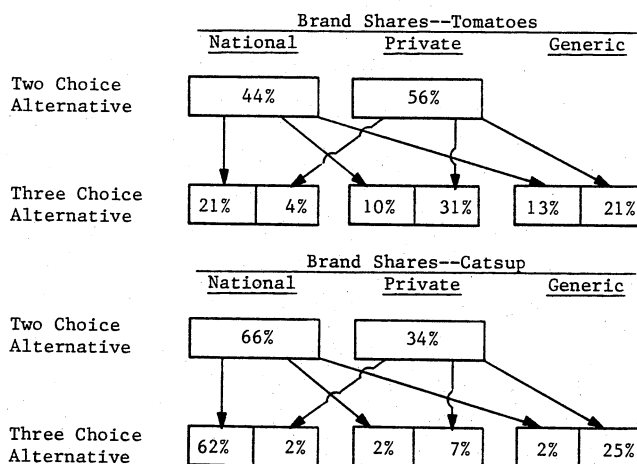 Brand Shares--Tomatoes
National Private Generic
Two Choice
Alternative
44% 56%
Three Choice
Alternative
21% 4% 10% 31% 13% 21%
Brand Shares--Catsup
National Private Generic
Two Choice
Alternative
66% 34%
Three Choice
Alternative
62% 2% 2% 7% 2% 25%